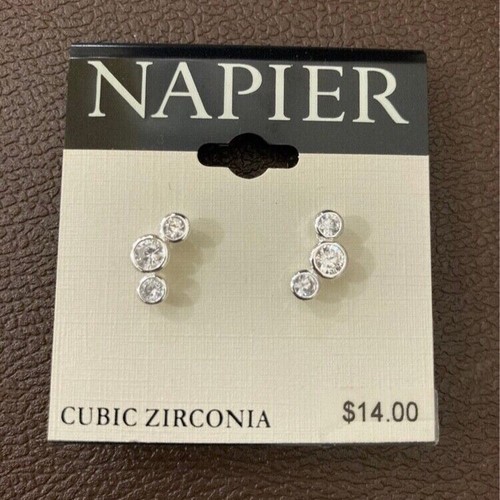 NAPIER
CUBIC ZIRCONIA $14.00